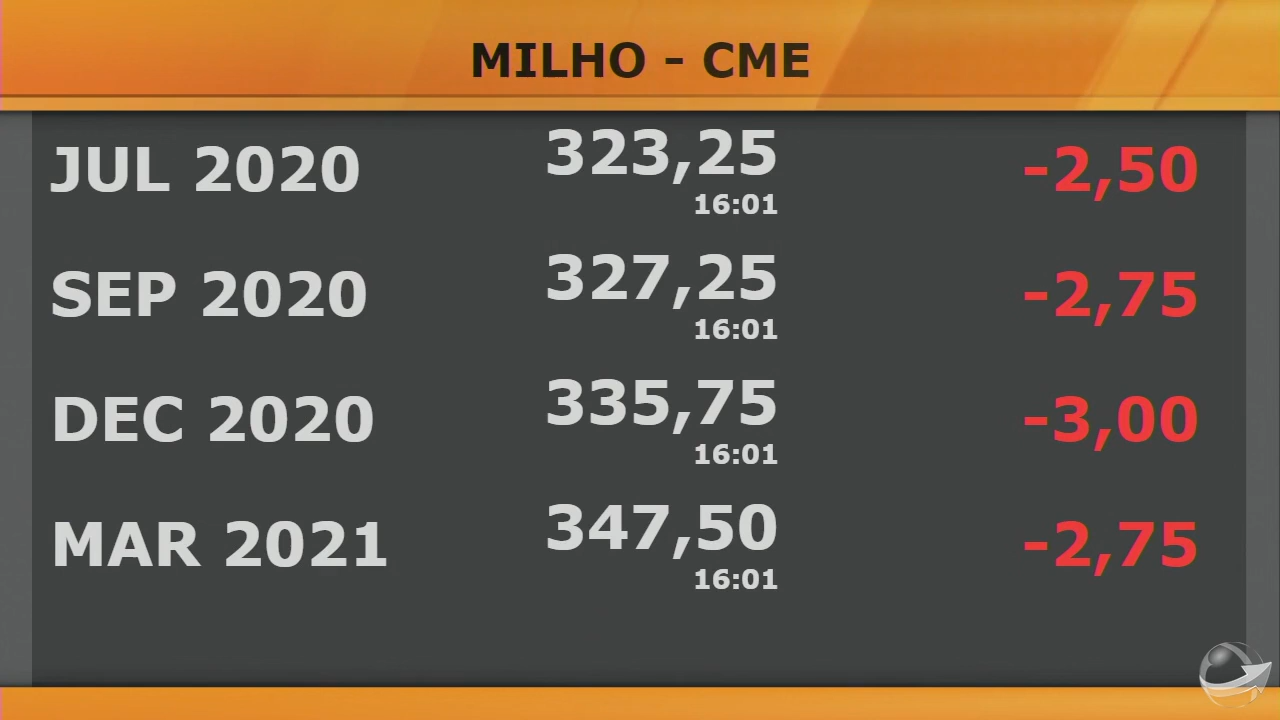 MILHO - CME
JUL 2020 323,25 -2,50
16:01
SEP 2020 327,25 -2,75
16:01
DEC 2020 335,75 -3,00
16:01
MAR 2021 347,50 -2,75
16:01